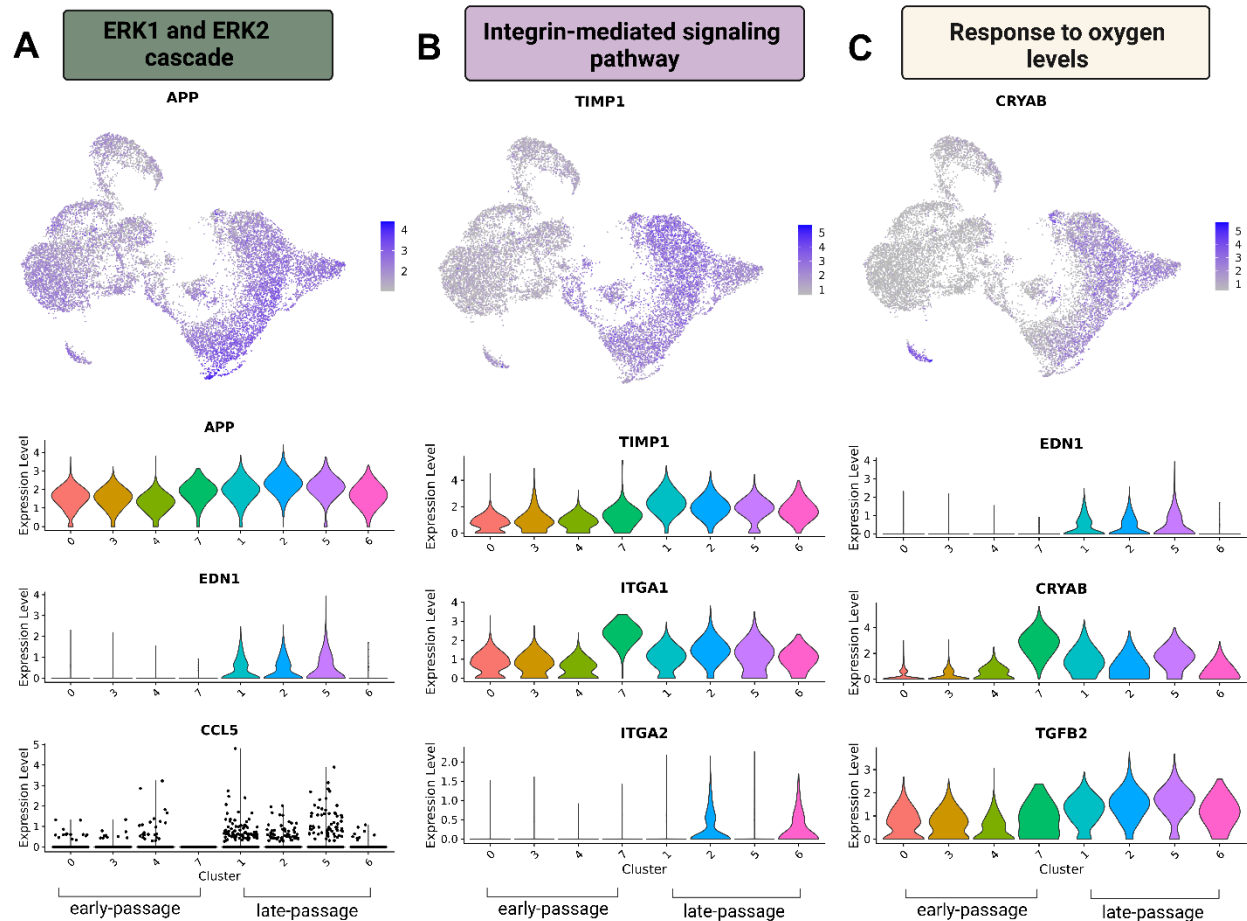 A
ERK1 and ERK2
cascade
APP
4
3
2
APP
Expression Level
4
3
2
1
0
0 3 4 7 1 2 5 6
EDN1
Expression Level
4
3
2
1
0
0 3 4 7 1 2 5 6
CCL5
Expression Level
5
4
3
2
1
0
0 3 4 7 1 2 5 6
Cluster
early-passage
late-passage
B
Integrin-mediated signaling
pathway
TIMP1
5
4
3
2
1
TIMP1
Expression Level
4
2
0
0 3 4 7 1 2 5 6
ITGA1
Expression Level
4
3
2
1
0
0 3 4 7 1 2 5 6
ITGA2
Expression Level
2.0
1.5
1.0
0.5
0.0
0 3 4 7 1 2 5 6
Cluster
early-passage
late-passage
C
Response to oxygen
levels
CRYAB
5
4
3
2
1
EDN1
Expression Level
4
3
2
1
0
0 3 4 7 1 2 5 6
CRYAB
Expression Level
4
2
0
0 3 4 7 1 2 5 6
TGFB2
Expression Level
3
2
1
0
0 3 4 7 1 2 5 6
Cluster
early-passage
late-passage